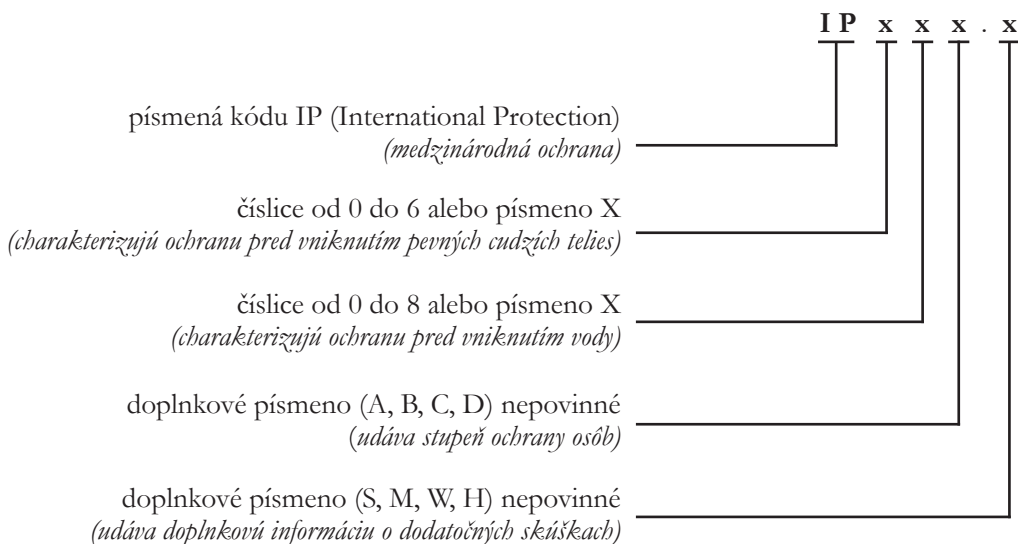 I P x x x . x
písmená kódu IP (International Protection)
(medzinárodná ochrana)
číslice od 0 do 6 alebo písmeno X
(charakterizujú ochranu pred vniknutím pevných cudzích telies)
číslice od 0 do 8 alebo písmeno X
(charakterizujú ochranu pred vniknutím vody)
doplnkové písmeno (A, B, C, D) nepovinné
(udáva stupeň ochrany osôb)
doplnkové písmeno (S, M, W, H) nepovinné
(udáva doplnkovú informáciu o dodatočných skúškach)